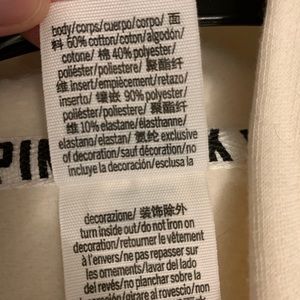 body/corps/cuerpo/corpo/ 面
料 60% cotton/coton/algodón/
cotone/ 棉 40% polyester/
poliéster/poliestere/ 聚酯纤
维 insert/empiècement/retazo/
inserto/ 镶嵌 90% polyester/
poliéster/poliestere/ 聚酯纤
维 10% elastane/élasthanne/
elastano/elastan/ 氨纶 exclusive
of decoration/sauf décoration/no
incluye la decoración/esclusa la
PIN
K
decorazione/ 装饰除外
turn inside out/do not iron on
decoration/retourner le vêtement
à l'envers/ne pas repasser sur
les ornements/lavar del lado
del revés/no planchar sobre la
decoración/girare al rovescio/non